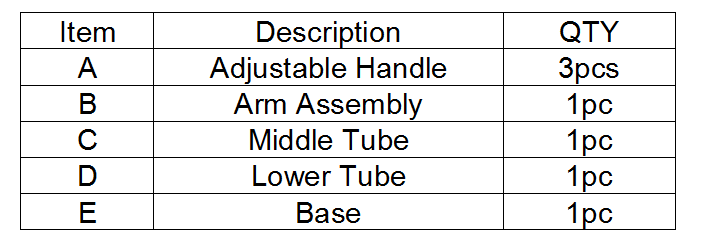 Item Description QTY
A Adjustable Handle 3pcs
B Arm Assembly 1pc
C Middle Tube 1pc
D Lower Tube 1pc
E Base 1pc